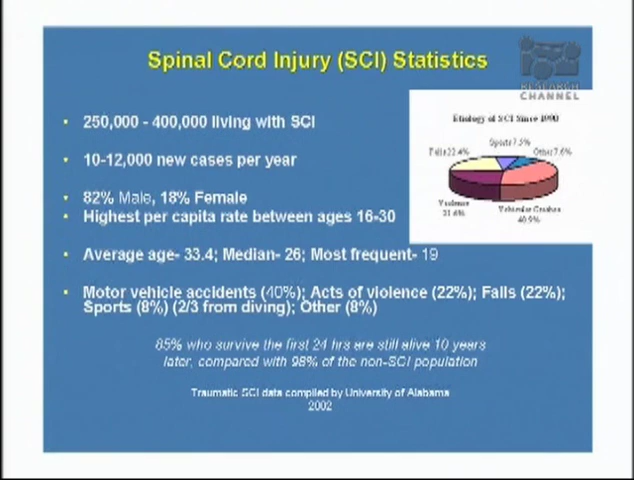 Spinal Cord Injury (SCI) Statistics
RESEARCH
CHANNEL
250,000 - 400,000 living with SCI
10-12,000 new cases per year
82% Male, 18% Female
Highest per capita rate between ages 16-30
Average age- 33.4; Median- 26; Most frequent- 19
Motor vehicle accidents (40%); Acts of violence (22%); Falls (22%);
Sports (8%) (2/3 from diving); Other (8%)
85% who survive the first 24 hrs are still alive 10 years
later, compared with 98% of the non-SCI population
Traumatic SCI data compiled by University of Alabama
2002
Etiology of SCI Since 1990
Sports 7.5%
Falls 22.4%
Other 7.6%
Violence
21.6%
Vehicular Crashes
40.9%